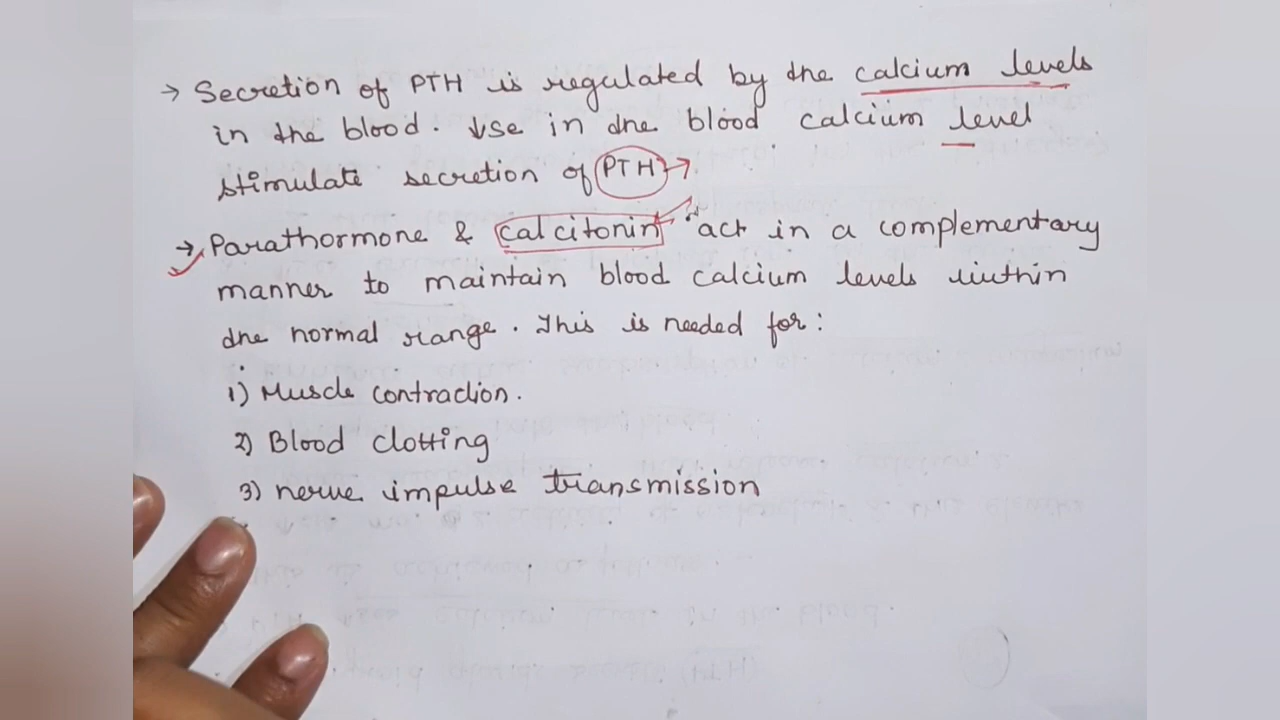 → Secretion of PTH is regulated by the calcium levels
in the blood. ↓se in the blood calcium level
stimulate secretion of PTH →
→ Parathormone & calcitonin act in a complementary
manner to maintain blood calcium levels within
the normal range. This is needed for:
1) Muscle contraction.
2) Blood clotting
3) nerve impulse transmission